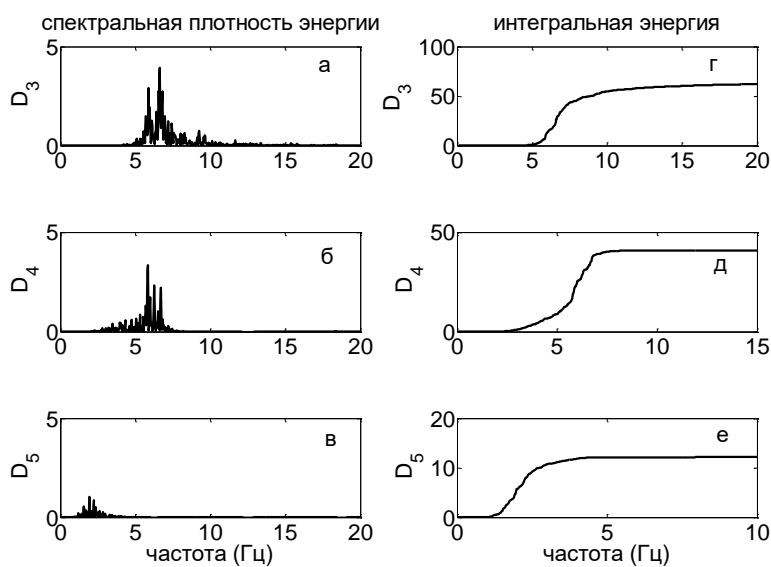 спектральная плотность энергии
интегральная энергия
5
0
D3
а
0 5 10 15 20
100
50
0
D3
г
0 5 10 15 20
5
0
D4
б
0 5 10 15 20
50
0
D4
д
0 5 10 15
5
0
D5
в
0 5 10 15 20
частота (Гц)
20
10
0
D5
е
0 5 10
частота (Гц)